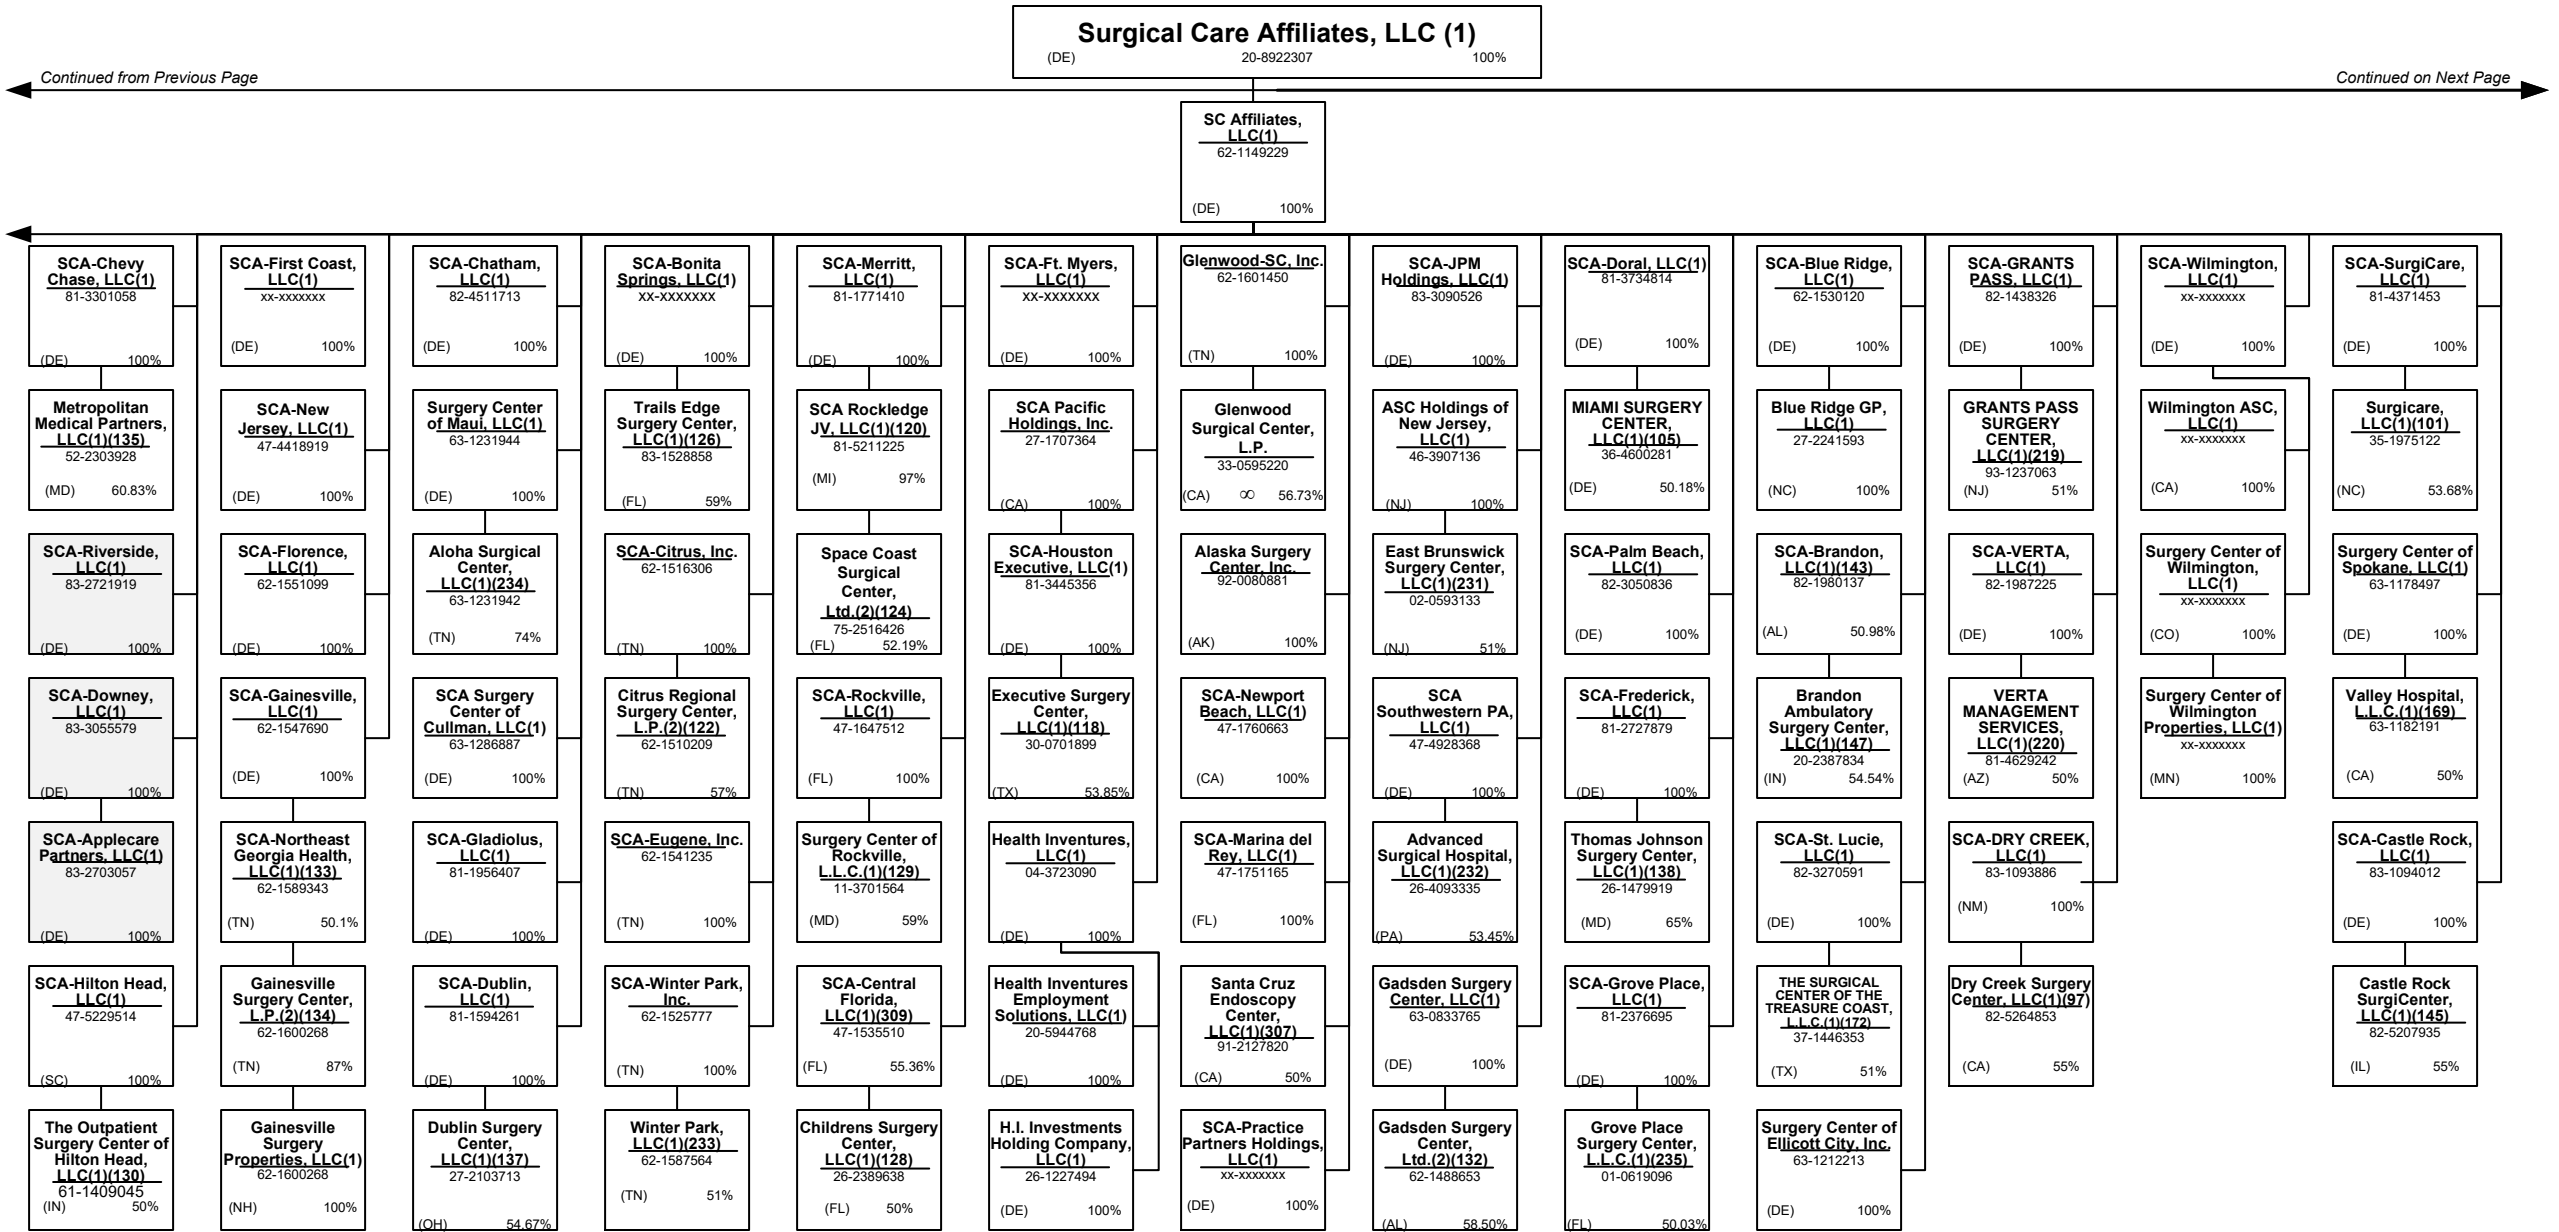 Surgical Care Affiliates, LLC (1)
(DE) 20-8922307 100%
Continued from Previous Page
Continued on Next Page
SC Affiliates,
LLC(1)
62-1149229
(DE) 100%
SCA-Chevy
Chase, LLC(1)
81-3301058
(DE) 100%
Metropolitan
Medical Partners,
LLC(1)(135)
52-2303928
(MD) 60.83%
SCA-Riverside,
LLC(1)
83-2721919
(DE) 100%
SCA-Downey,
LLC(1)
83-3055579
(DE) 100%
SCA-Applecare
Partners, LLC(1)
83-2703057
(DE) 100%
SCA-Hilton Head,
LLC(1)
47-5229514
(SC) 100%
The Outpatient
Surgery Center of
Hilton Head,
LLC(1)(130)
61-1409045
(IN) 50%
SCA-First Coast,
LLC(1)
xx-xxxxxxx
(DE) 100%
SCA-New
Jersey, LLC(1)
47-4418919
(DE) 100%
SCA-Florence,
LLC(1)
62-1551099
(DE) 100%
SCA-Gainesville,
LLC(1)
62-1547690
(DE) 100%
SCA-Northeast
Georgia Health,
LLC(1)(133)
62-1589343
(TN) 50.1%
Gainesville
Surgery Center,
L.P.(2)(134)
62-1600268
(TN) 87%
Gainesville
Surgery
Properties, LLC(1)
62-1600268
(NH) 100%
SCA-Chatham,
LLC(1)
82-4511713
(DE) 100%
Surgery Center
of Maui, LLC(1)
63-1231944
(DE) 100%
Aloha Surgical
Center,
LLC(1)(234)
63-1231942
(TN) 74%
SCA Surgery
Center of
Cullman, LLC(1)
63-1286887
(DE) 100%
SCA-Gladiolus,
LLC(1)
81-1956407
(DE) 100%
SCA-Dublin,
LLC(1)
81-1594261
(DE) 100%
Dublin Surgery
Center,
LLC(1)(137)
27-2103713
(OH) 54.67%
SCA-Bonita
Springs, LLC(1)
xx-xxxxxxx
(DE) 100%
Trails Edge
Surgery Center,
LLC(1)(126)
83-1528858
(FL) 59%
SCA-Citrus, Inc.
62-1516306
(TN) 100%
Citrus Regional
Surgery Center,
L.P.(2)(122)
62-1510209
(TN) 57%
SCA-Eugene, Inc.
62-1541235
(TN) 100%
SCA-Winter Park,
Inc.
62-1525777
(TN) 100%
Winter Park,
LLC(1)(233)
62-1587564
(TN) 51%
SCA-Merritt,
LLC(1)
81-1771410
(DE) 100%
SCA Rockledge
JV, LLC(1)(120)
81-5211225
(MI) 97%
Space Coast
Surgical
Center,
Ltd.(2)(124)
75-2516426
(FL) 52.19%
SCA-Rockville,
LLC(1)
47-1647512
(FL) 100%
Surgery Center of
Rockville,
L.L.C.(1)(129)
11-3701564
(MD) 59%
SCA-Central
Florida,
LLC(1)(309)
47-1535510
(FL) 55.36%
Childrens Surgery
Center,
LLC(1)(128)
26-2389638
(FL) 50%
SCA-Ft. Myers,
LLC(1)
xx-xxxxxxx
(DE) 100%
SCA Pacific
Holdings, Inc.
27-1707364
(CA) 100%
SCA-Houston
Executive, LLC(1)
81-3445356
(DE) 100%
Executive Surgery
Center,
LLC(1)(118)
30-0701899
(TX) 53.85%
Health Inventures,
LLC(1)
04-3723090
(DE) 100%
Health Inventures
Employment
Solutions, LLC(1)
20-5944768
(DE) 100%
H.I. Investments
Holding Company,
LLC(1)
26-1227494
(DE) 100%
Glenwood-SC, Inc.
62-1601450
(TN) 100%
Glenwood
Surgical Center,
L.P.
33-0595220
(CA) ∞ 56.73%
Alaska Surgery
Center, Inc.
92-0080881
(AK) 100%
SCA-Newport
Beach, LLC(1)
47-1760663
(CA) 100%
SCA-Marina del
Rey, LLC(1)
47-1751165
(FL) 100%
Santa Cruz
Endoscopy
Center,
LLC(1)(307)
91-2127820
(CA) 50%
SCA-Practice
Partners Holdings,
LLC(1)
xx-xxxxxxx
(DE) 100%
SCA-JPM
Holdings, LLC(1)
83-3090526
(DE) 100%
ASC Holdings of
New Jersey,
LLC(1)
46-3907136
(NJ) 100%
East Brunswick
Surgery Center,
LLC(1)(231)
02-0593133
(NJ) 51%
SCA
Southwestern PA,
LLC(1)
47-4928368
(DE) 100%
Advanced
Surgical Hospital,
LLC(1)(232)
26-4093335
(PA) 53.45%
Gadsden Surgery
Center, LLC(1)
63-0833765
(DE) 100%
Gadsden Surgery
Center,
Ltd.(2)(132)
62-1488653
(AL) 58.50%
SCA-Doral, LLC(1)
81-3734814
(DE) 100%
MIAMI SURGERY
CENTER,
LLC(1)(105)
36-4600281
(DE) 50.18%
SCA-Palm Beach,
LLC(1)
82-3050836
(DE) 100%
SCA-Frederick,
LLC(1)
81-2727879
(DE) 100%
Thomas Johnson
Surgery Center,
LLC(1)(138)
26-1479919
(MD) 65%
SCA-Grove Place,
LLC(1)
81-2376695
(DE) 100%
Grove Place
Surgery Center,
L.L.C.(1)(235)
01-0619096
(FL) 50.03%
SCA-Blue Ridge,
LLC(1)
62-1530120
(DE) 100%
Blue Ridge GP,
LLC(1)
27-2241593
(NC) 100%
SCA-Brandon,
LLC(1)(143)
82-1980137
(AL) 50.98%
Brandon
Ambulatory
Surgery Center,
LLC(1)(147)
20-2387834
(IN) 54.54%
SCA-St. Lucie,
LLC(1)
82-3270591
(DE) 100%
THE SURGICAL
CENTER OF THE
TREASURE COAST,
L.L.C.(1)(172)
37-1446353
(TX) 51%
Surgery Center of
Ellicott City, Inc.
63-1212213
(DE) 100%
SCA-GRANTS
PASS, LLC(1)
82-1438326
(DE) 100%
GRANTS PASS
SURGERY
CENTER,
LLC(1)(219)
93-1237063
(NJ) 51%
SCA-VERTA,
LLC(1)
82-1987225
(DE) 100%
VERTA
MANAGEMENT
SERVICES,
LLC(1)(220)
81-4629242
(AZ) 50%
SCA-DRY CREEK,
LLC(1)
83-1093886
(NM) 100%
Dry Creek Surgery
Center, LLC(1)(97)
82-5264853
(CA) 55%
SCA-Wilmington,
LLC(1)
xx-xxxxxxx
(DE) 100%
Wilmington ASC,
LLC(1)
xx-xxxxxxx
(CA) 100%
Surgery Center of
Wilmington,
LLC(1)
xx-xxxxxxx
(CO) 100%
Surgery Center of
Wilmington
Properties, LLC(1)
xx-xxxxxxx
(MN) 100%
SCA-SurgiCare,
LLC(1)
81-4371453
(DE) 100%
Surgicare,
LLC(1)(101)
35-1975122
(NC) 53.68%
Surgery Center of
Spokane, LLC(1)
63-1178497
(DE) 100%
Valley Hospital,
L.L.C.(1)(169)
63-1182191
(CA) 50%
SCA-Castle Rock,
LLC(1)
83-1094012
(DE) 100%
Castle Rock
SurgiCenter,
LLC(1)(145)
82-5207935
(IL) 55%